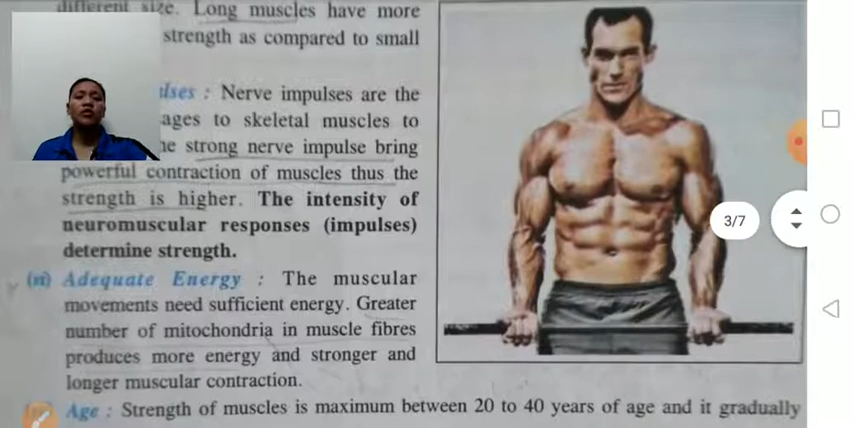 different size. Long muscles have more
strength as compared to small
ulses : Nerve impulses are the
ages to skeletal muscles to
he strong nerve impulse bring
powerful contraction of muscles thus the
strength is higher. The intensity of
neuromuscular responses (impulses)
determine strength.
Adequate Energy : The muscular
movements need sufficient energy. Greater
number of mitochondria in muscle fibres
produces more energy and stronger and
longer muscular contraction.
Age : Strength of muscles is maximum between 20 to 40 years of age and it gradually
3/7